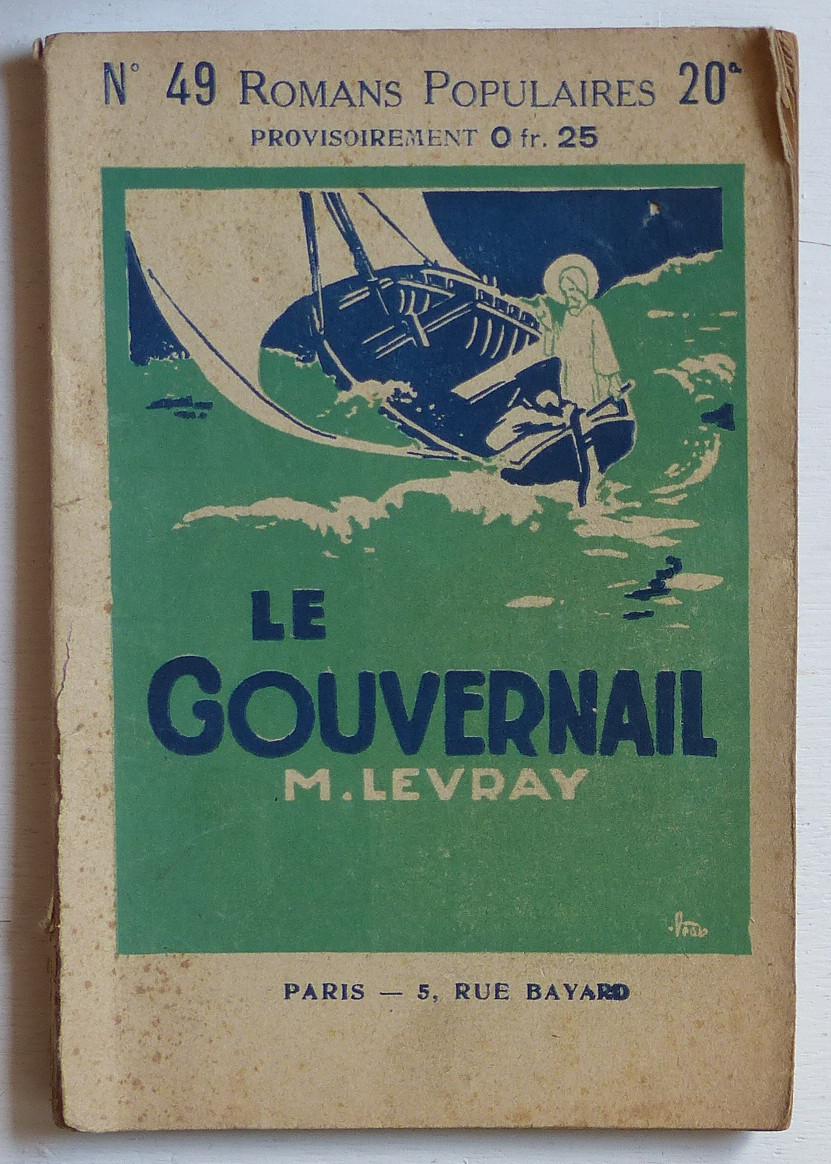 N° 49 ROMANS POPULAIRES 20ᶜ
PROVISOIREMENT 0 fr. 25
LE
GOUVERNAIL
M. LEVRAY
PARIS — 5, RUE BAYARD